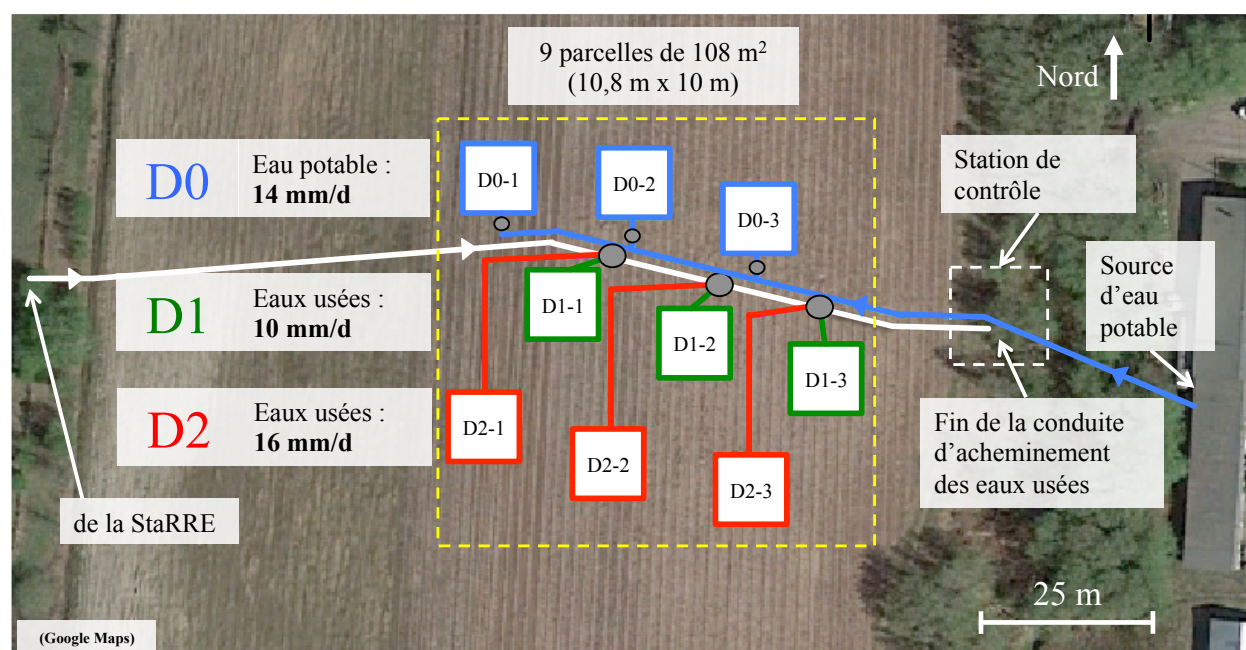 9 parcelles de 108 m²
(10,8 m x 10 m)
Nord
D0
Eau potable :
14 mm/d
D0-1
D0-2
D0-3
Station de
contrôle
D1
Eaux usées :
10 mm/d
D1-1
D1-2
D1-3
Source
d’eau
potable
D2
Eaux usées :
16 mm/d
D2-1
D2-2
D2-3
Fin de la conduite
d’acheminement
des eaux usées
de la StaRRE
25 m
(Google Maps)